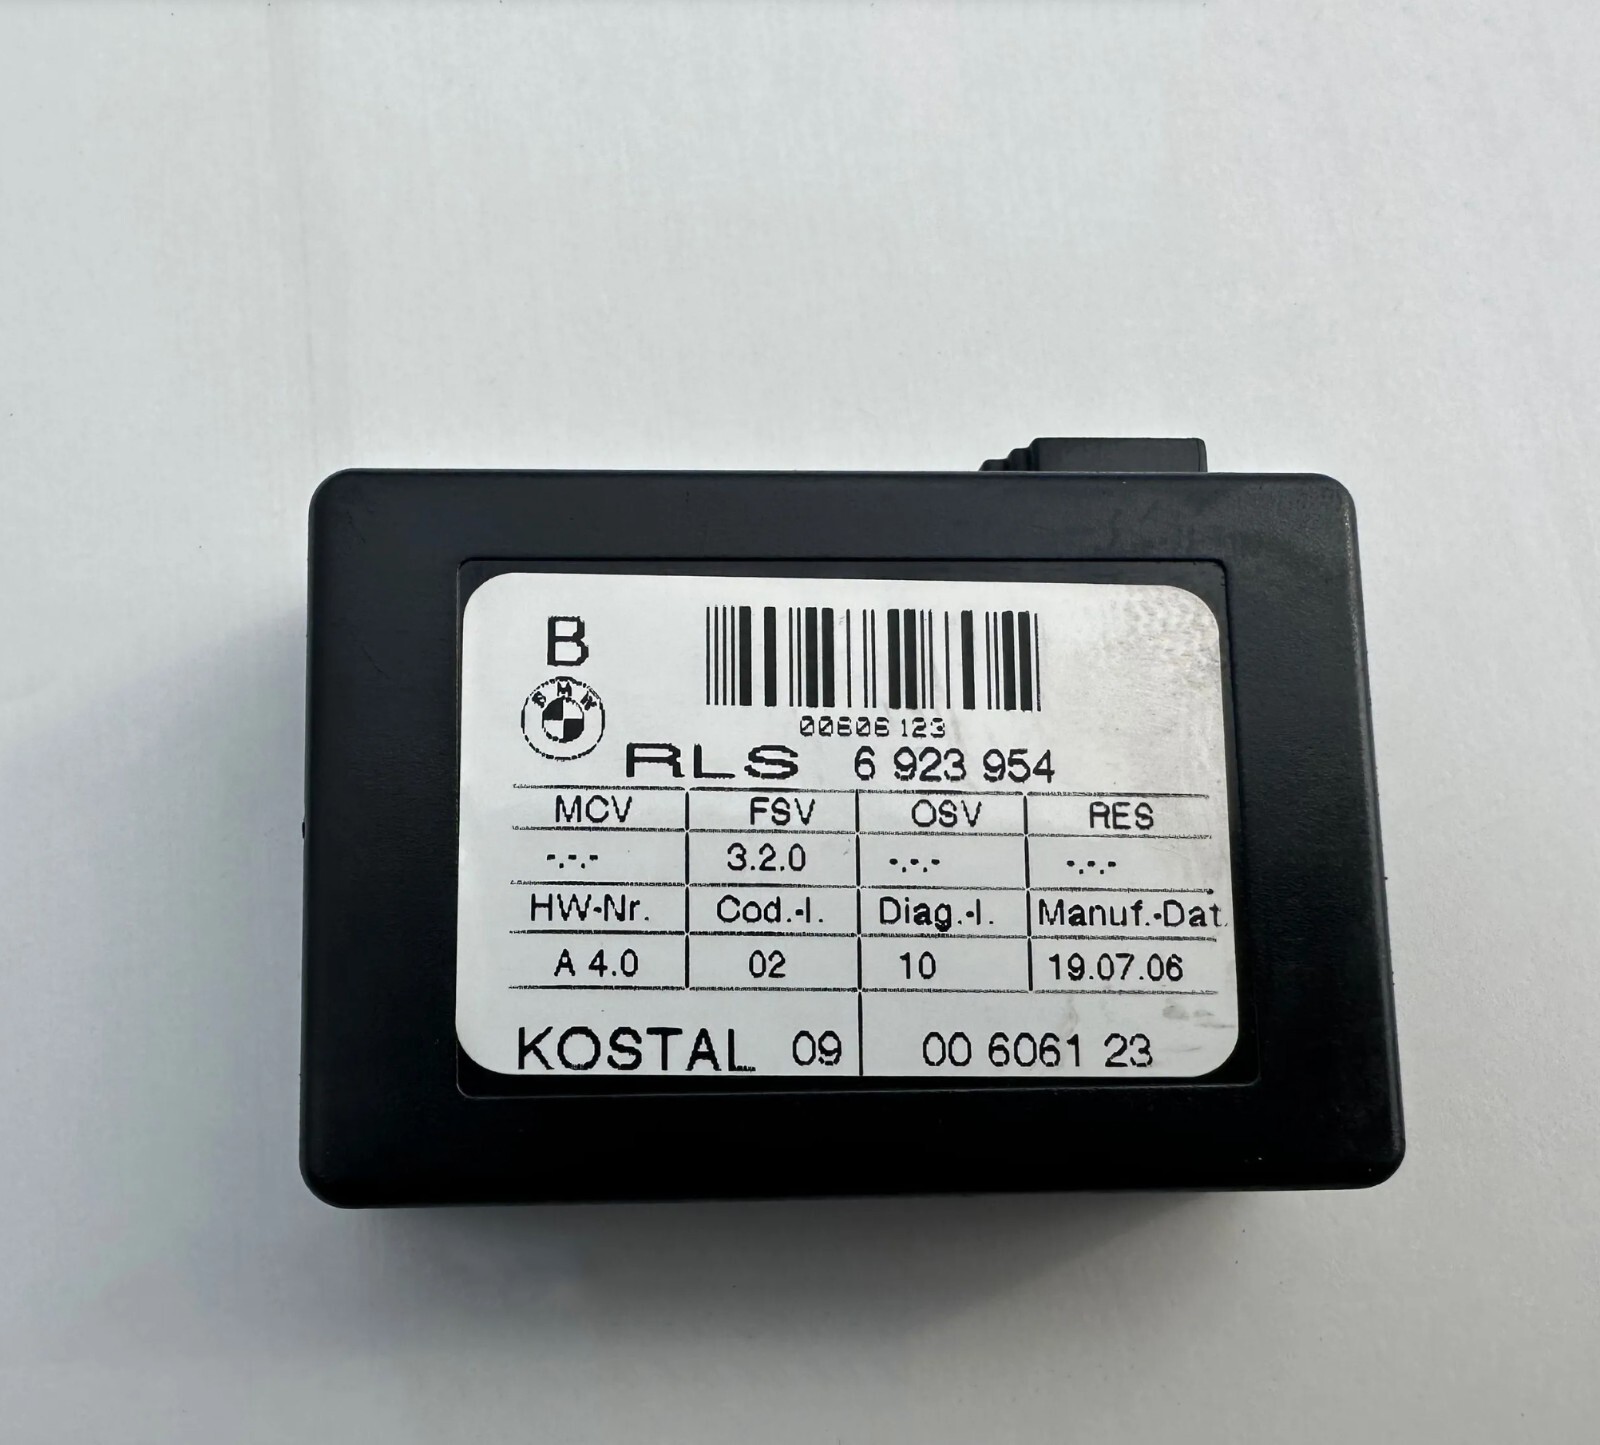 B
BMW
00606123
RLS 6 923 954
MCV FSV OSV RES
-.-.- 3.2.0 -.-.- -.-.-
HW-Nr. Cod.-I. Diag.-I. Manuf.-Dat.
A 4.0 02 10 19.07.06
KOSTAL 09 00 6061 23